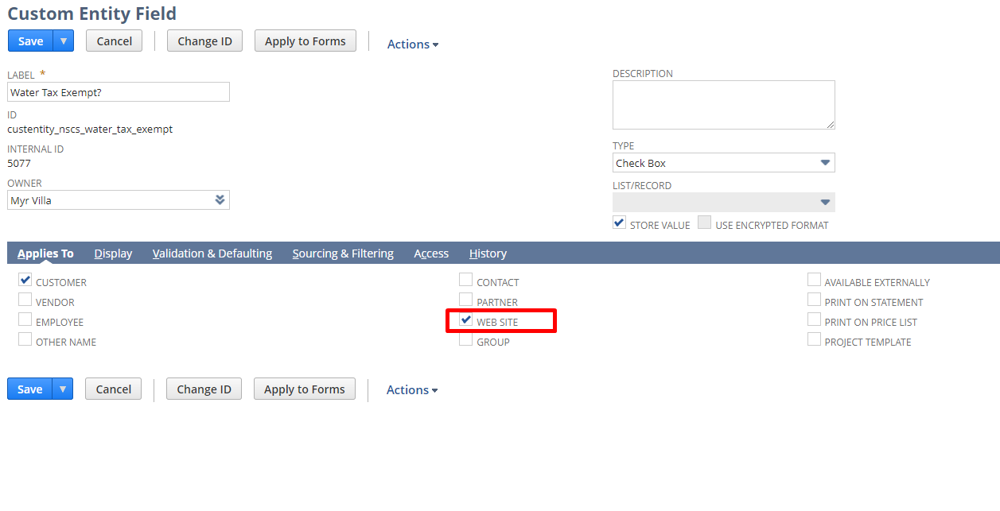 Custom Entity Field
Save Cancel Change ID Apply to Forms Actions
LABEL *
Water Tax Exempt?
ID
custentity_nscs_water_tax_exempt
INTERNAL ID
5077
OWNER
Myr Villa
DESCRIPTION
TYPE
Check Box
LIST/RECORD
STORE VALUE USE ENCRYPTED FORMAT
Applies To Display Validation & Defaulting Sourcing & Filtering Access History
CUSTOMER CONTACT AVAILABLE EXTERNALLY
VENDOR PARTNER PRINT ON STATEMENT
EMPLOYEE WEB SITE PRINT ON PRICE LIST
OTHER NAME GROUP PROJECT TEMPLATE
Save Cancel Change ID Apply to Forms Actions